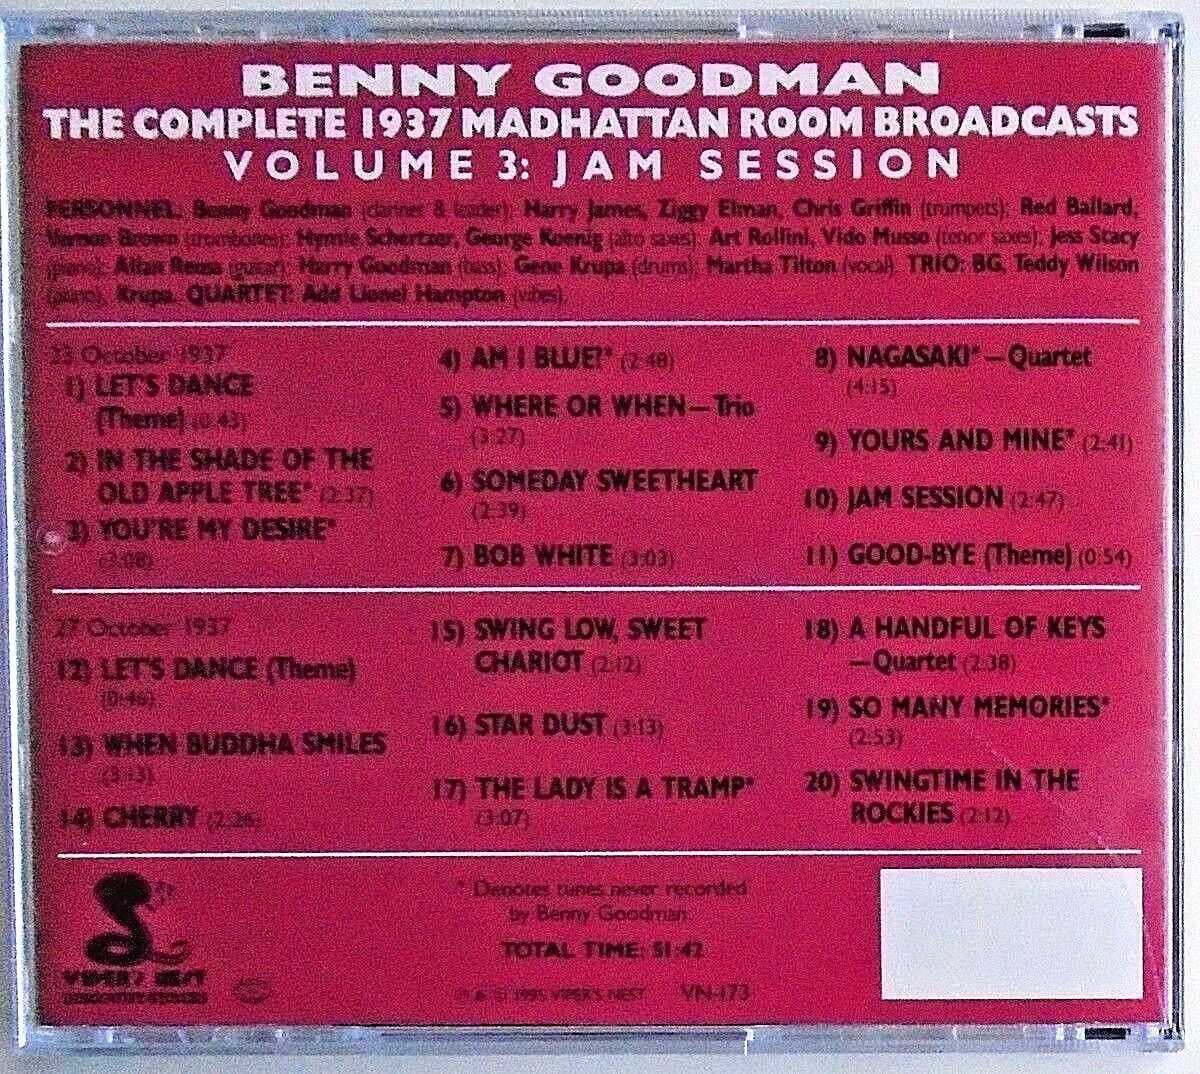 BENNY GOODMAN
THE COMPLETE 1937 MADHATTAN ROOM BROADCASTS
VOLUME 3: JAM SESSION
PERSONNEL: Benny Goodman (clarinet & leader); Harry James, Ziggy Elman, Chris Griffin (trumpets); Red Ballard,
Vernon Brown (trombones); Hymie Schertzer, George Koenig (alto saxes); Art Rollini, Vido Musso (tenor saxes); Jess Stacy
(piano); Allan Reuss (guitar); Harry Goodman (bass); Gene Krupa (drums); Martha Tilton (vocal). TRIO: BG, Teddy Wilson
(piano), Krupa. QUARTET: Add Lionel Hampton (vibes).
23 October 1937
1) LET'S DANCE
(Theme) (0:43)
2) IN THE SHADE OF THE
OLD APPLE TREE* (2:37)
3) YOU'RE MY DESIRE*
(3:08)
4) AM I BLUE?* (2:48)
5) WHERE OR WHEN—Trio
(3:27)
6) SOMEDAY SWEETHEART
(2:39)
7) BOB WHITE (3:03)
8) NAGASAKI*—Quartet
(4:15)
9) YOURS AND MINE* (2:41)
10) JAM SESSION (2:47)
11) GOOD-BYE (Theme) (0:54)
27 October 1937
12) LET'S DANCE (Theme)
(0:46)
13) WHEN BUDDHA SMILES
(3:13)
14) CHERRY (2:26)
15) SWING LOW, SWEET
CHARIOT (2:12)
16) STAR DUST (3:13)
17) THE LADY IS A TRAMP*
(3:07)
18) A HANDFUL OF KEYS
—Quartet (2:38)
19) SO MANY MEMORIES*
(2:53)
20) SWINGTIME IN THE
ROCKIES (2:12)
VIPER'S NEST
* Denotes tunes never recorded
by Benny Goodman
TOTAL TIME: 51:42
1995 VIPER'S NEST VN-173